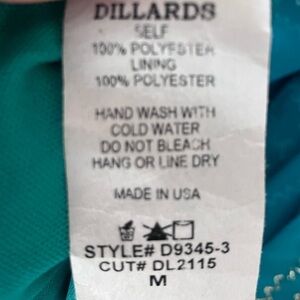 DILLARDS
SELF
100% POLYESTER
LINING
100% POLYESTER
HAND WASH WITH
COLD WATER
DO NOT BLEACH
HANG OR LINE DRY
MADE IN USA
STYLE# D9345-3
CUT# DL2115
M